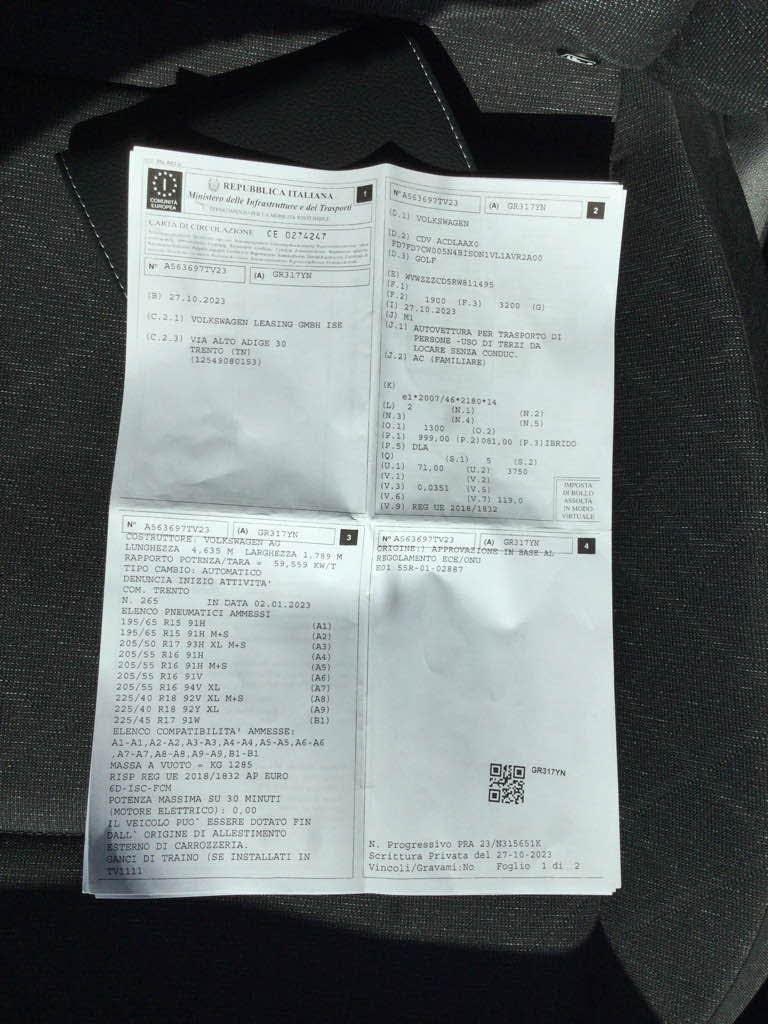 COMUNITÀ
EUROPEA
REPUBBLICA ITALIANA
1
Ministero delle Infrastrutture e dei Trasporti
DIPARTIMENTO PER LA MOBILITÀ SOSTENIBILE
CARTA DI CIRCOLAZIONE CE 0274247
N° A563697TV23 (A) GR317YN
(B) 27.10.2023
(C.2.1) VOLKSWAGEN LEASING GMBH ISE
(C.2.3) VIA ALTO ADIGE 30
TRENTO (TN)
(12549080153)
N° A563697TV23 (A) GR317YN 2
(D.1) VOLKSWAGEN
(D.2) CDV ACDLAAX0
FD7FD7CW005N4BISON1VL1AVR2A00
(D.3) GOLF
(E) WVWZZZCD5RW811495
(F.1)
(F.2) 1900 (F.3) 3200 (G)
(I) 27.10.2023
(J) M1
(J.1) AUTOVETTURA PER TRASPORTO DI
PERSONE -USO DI TERZI DA
LOCARE SENZA CONDUC.
(J.2) AC (FAMILIARE)
(K)
e1*2007/46*2180*14
(L) 2 (N.1) (N.2)
(N.3) (N.4) (N.5)
(O.1) 1300 (O.2)
(P.1) 999,00 (P.2)081,00 (P.3)IBRIDO
(P.5) DLA
(Q) (S.1) 5 (S.2)
(U.1) 71,00 (U.2) 3750
(V.1) (V.2)
(V.3) 0,0351 (V.5)
(V.6) (V.7) 119,0
(V.9) REG UE 2018/1832
IMPOSTA
DI BOLLO
ASSOLTA
IN MODO
VIRTUALE
N° A563697TV23 (A) GR317YN 3
COSTRUTTORE: VOLKSWAGEN AG
LUNGHEZZA 4,635 M LARGHEZZA 1,789 M
RAPPORTO POTENZA/TARA = 59,559 KW/T
TIPO CAMBIO: AUTOMATICO
DENUNCIA INIZIO ATTIVITA'
COM. TRENTO
N. 265 IN DATA 02.01.2023
ELENCO PNEUMATICI AMMESSI
195/65 R15 91H (A1)
195/65 R15 91H M+S (A2)
205/50 R17 93H XL M+S (A3)
205/55 R16 91H (A4)
205/55 R16 91H M+S (A5)
205/55 R16 91V (A6)
205/55 R16 94V XL (A7)
225/40 R18 92V XL M+S (A8)
225/40 R18 92Y XL (A9)
225/45 R17 91W (B1)
ELENCO COMPATIBILITA' AMMESSE:
A1-A1,A2-A2,A3-A3,A4-A4,A5-A5,A6-A6
,A7-A7,A8-A8,A9-A9,B1-B1
MASSA A VUOTO = KG 1285
RISP REG UE 2018/1832 AP EURO
6D-ISC-FCM
POTENZA MASSIMA SU 30 MINUTI
(MOTORE ELETTRICO): 0,00
IL VEICOLO PUO` ESSERE DOTATO FIN
DALL` ORIGINE DI ALLESTIMENTO
ESTERNO DI CARROZZERIA.
GANCI DI TRAINO (SE INSTALLATI IN
TV1111
N° A563697TV23 (A) GR317YN 4
ORIGINE:) APPROVAZIONE IN BASE AL
REGOLAMENTO ECE/ONU
E01 55R-01-02887
GR317YN
N. Progressivo PRA 23/N315651K
Scrittura Privata del 27-10-2023
Vincoli/Gravami:No Foglio 1 di 2